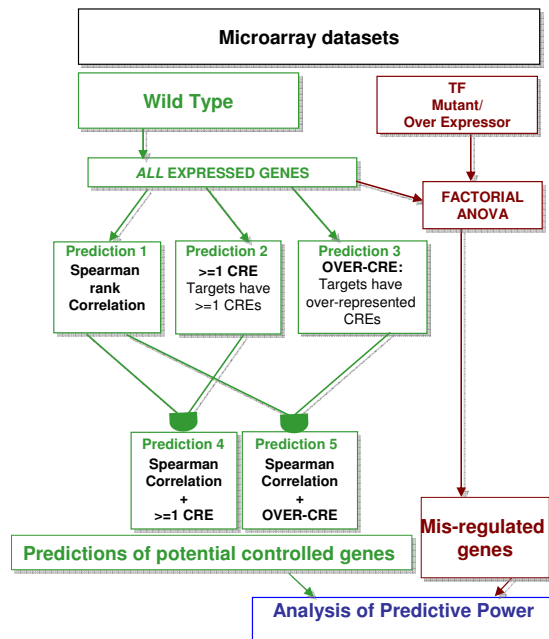 Microarray datasets
Wild Type
TF
Mutant/
Over Expressor
ALL EXPRESSED GENES
FACTORIAL
ANOVA
Prediction 1
Spearman
rank
Correlation
Prediction 2
>=1 CRE
Targets have
>=1 CREs
Prediction 3
OVER-CRE:
Targets have
over-represented
CREs
Prediction 4
Spearman
Correlation
+
>=1 CRE
Prediction 5
Spearman
Correlation
+
OVER-CRE
Mis-regulated
genes
Predictions of potential controlled genes
Analysis of Predictive Power